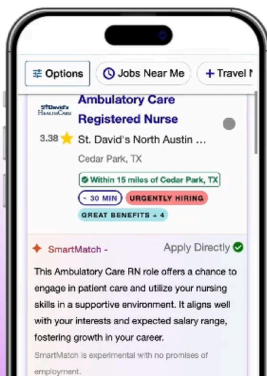 Options
Jobs Near Me
+ Travel
Ambulatory Care
St.David's
HealthCare
Registered Nurse
3.38 St. David's North Austin ...
Cedar Park, TX
Within 15 miles of Cedar Park, TX
~ 30 MIN URGENTLY HIRING
GREAT BENEFITS + 4
SmartMatch - Apply Directly
This Ambulatory Care RN role offers a chance to
engage in patient care and utilize your nursing
skills in a supportive environment. It aligns well
with your interests and expected salary range,
fostering growth in your career.
SmartMatch is experimental with no promises of
employment.